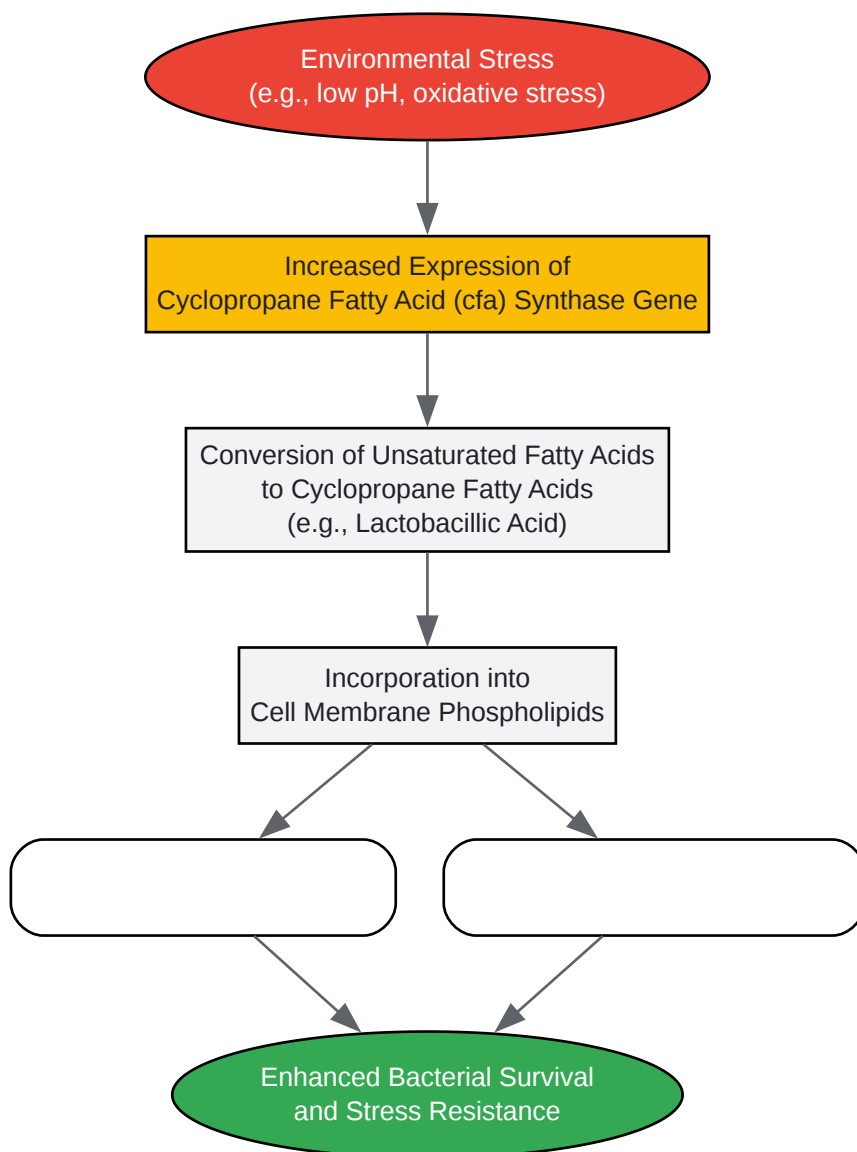 Environmental Stress
(e.g., low pH, oxidative stress)
Increased Expression of
Cyclopropane Fatty Acid (cfa) Synthase Gene
Conversion of Unsaturated Fatty Acids
to Cyclopropane Fatty Acids
(e.g., Lactobacillic Acid)
Incorporation into
Cell Membrane Phospholipids
Enhanced Bacterial Survival
and Stress Resistance